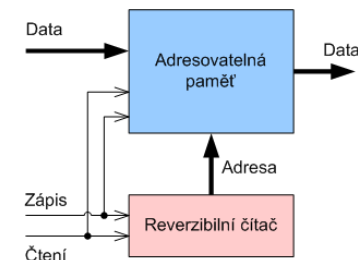 Data
Adresovatelná
paměť
Data
Adresa
Zápis
Reverzibilní čítač
Čtení